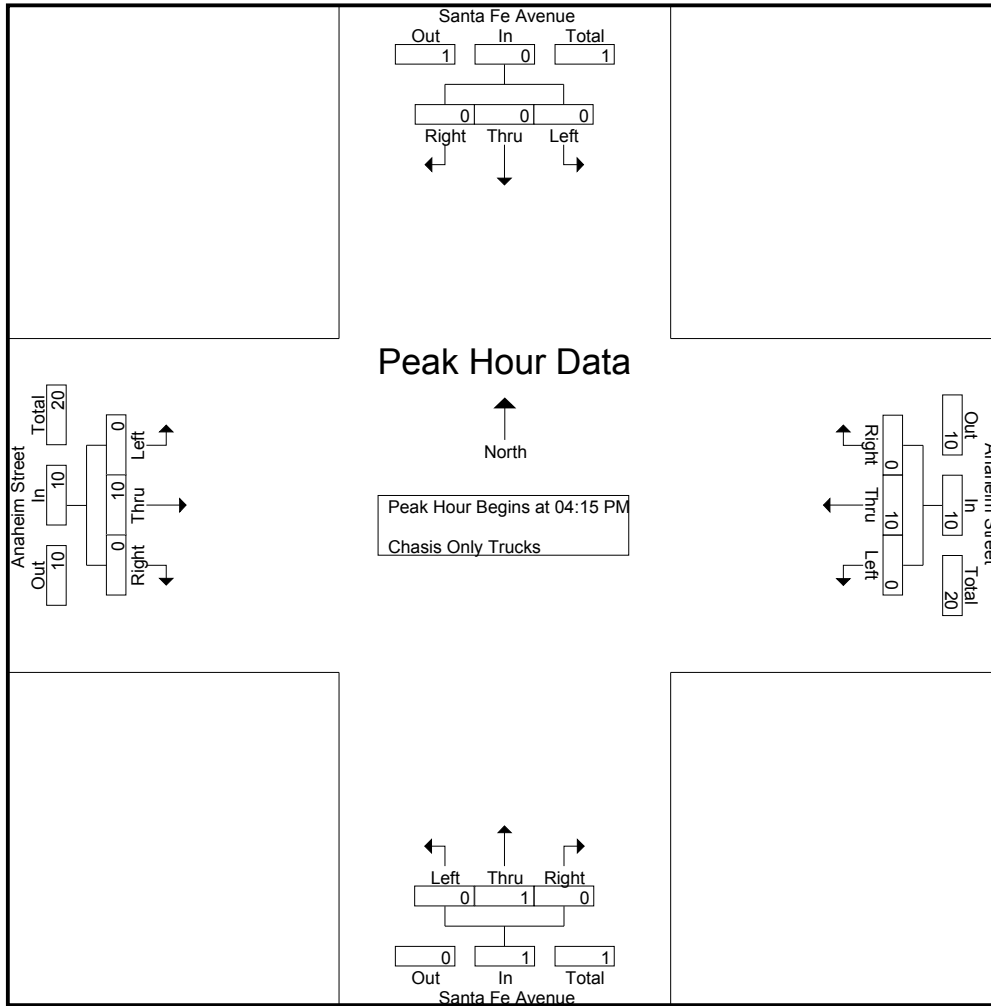 Santa Fe Avenue
Out In Total
1 0 1
0 0 0
Right Thru Left
Peak Hour Data
North
Peak Hour Begins at 04:15 PM
Chasis Only Trucks
Anaheim Street
Out In Total
10 10 20
0 10 0
Left Thru Right
Anaheim Street
Out In Total
10 10 20
0 10 0
Right Thru Left
Left Thru Right
0 1 0
0 1 1
Out In Total
Santa Fe Avenue